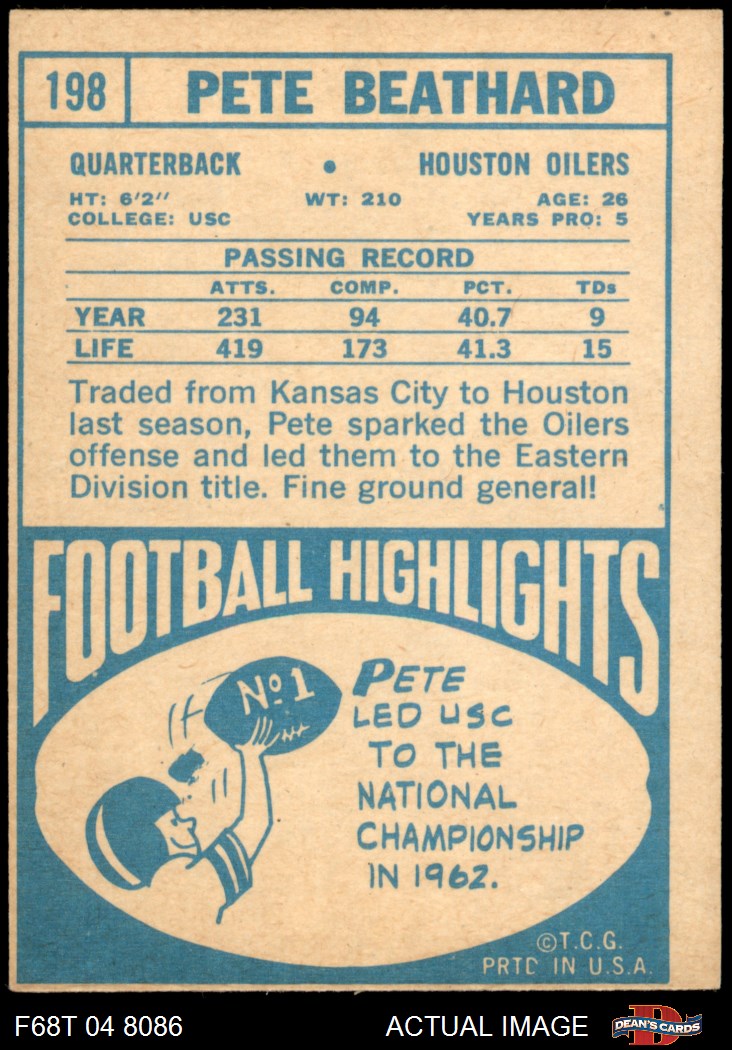 198 PETE BEATHARD
QUARTERBACK • HOUSTON OILERS
HT: 6'2" WT: 210 AGE: 26
COLLEGE: USC YEARS PRO: 5
PASSING RECORD
ATTS. COMP. PCT. TDs
YEAR 231 94 40.7 9
LIFE 419 173 41.3 15
Traded from Kansas City to Houston
last season, Pete sparked the Oilers
offense and led them to the Eastern
Division title. Fine ground general!
FOOTBALL HIGHLIGHTS
No 1
PETE
LED USC
TO THE
NATIONAL
CHAMPIONSHIP
IN 1962.
©T.C.G.
PRTD IN U.S.A.
F68T 04 8086 ACTUAL IMAGE D DEAN'S CARDS